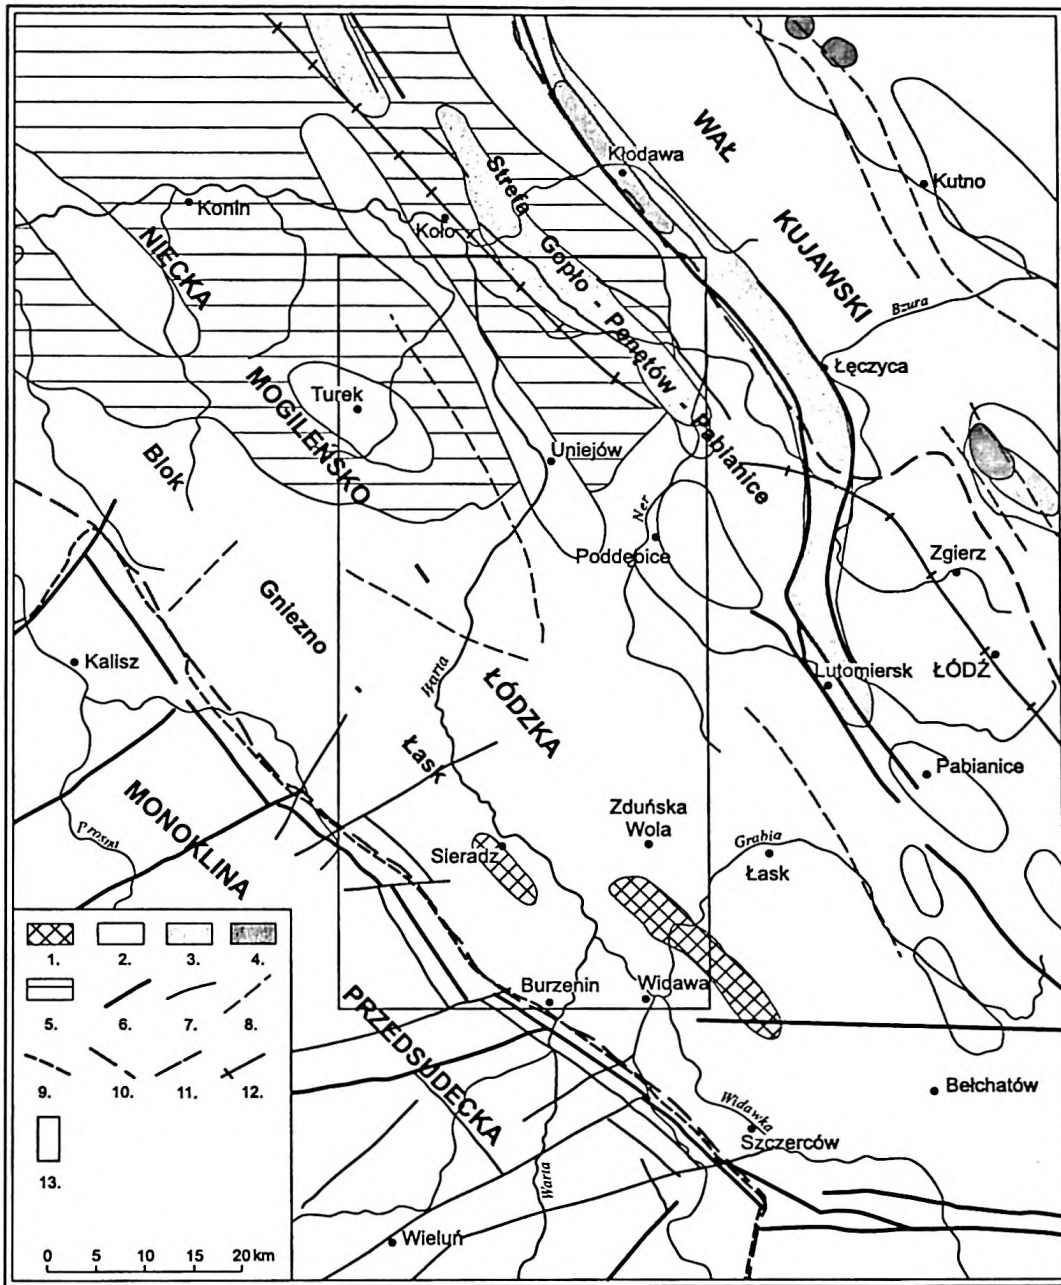 WAŁ
KUJAWSKI
Kłodawa
Kutno
Konin
Koło
Strefa
Gopło - Ponętów - Pabianice
NIECKA
MOGILEŃSKO
ŁÓDZKA
Bzura
Łęczyca
Turek
Uniejów
Blok
Gniezno
Łask
Ner
Poddębice
Zgierz
Kalisz
Warta
Lutomiersk
ŁÓDŹ
Pabianice
MONOKLINA
PRZEDSUDECKA
Prosna
Zduńska
Wola
Sieradz
Grabia
Łask
Burzenin
Widawa
Bełchatów
Widawka
Szczerców
Warta
Wieluń
1. 2. 3. 4.
5. 6. 7. 8.
9. 10. 11. 12.
13.
0 5 10 15 20 km